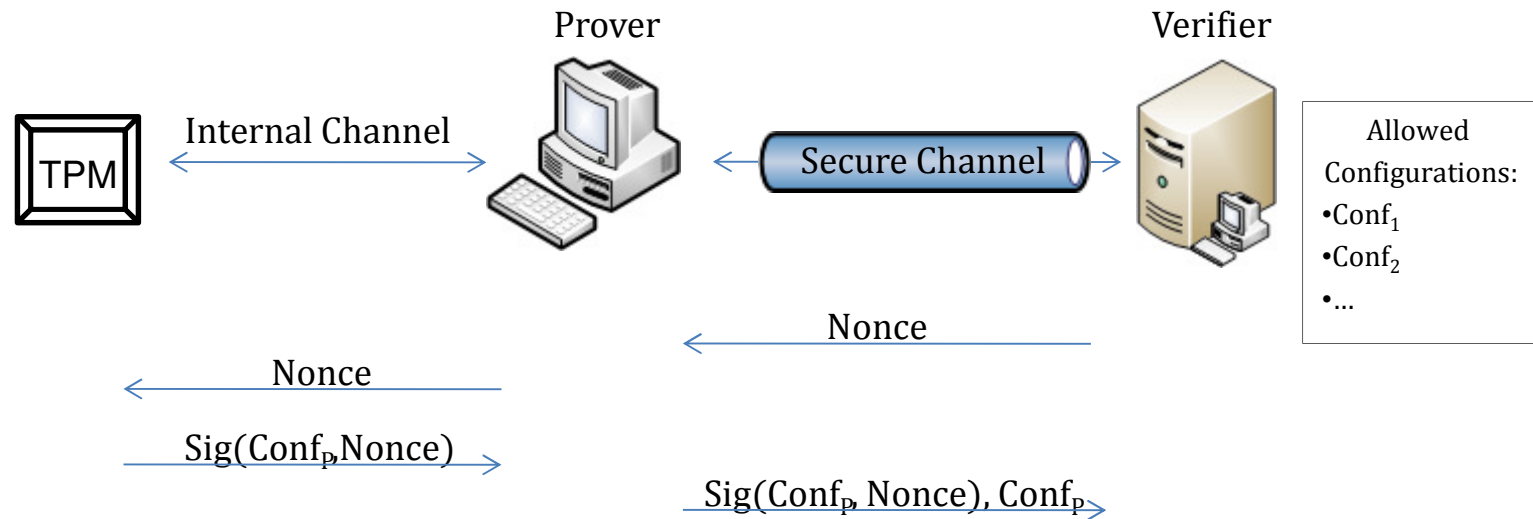 Prover
Verifier
TPM
Internal Channel
Secure Channel
Allowed
Configurations:
•Conf₁
•Conf₂
•...
Nonce
Nonce
Sig(Confₚ,Nonce)
Sig(Confₚ, Nonce), Confₚ